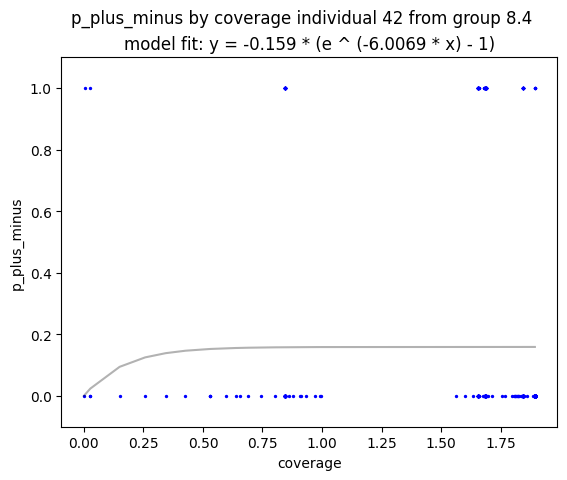 p_plus_minus by coverage individual 42 from group 8.4
model fit: y = -0.159 * (e ^ (-6.0069 * x) - 1)
1.0
0.8
0.6
0.4
0.2
0.0
p_plus_minus
0.00 0.25 0.50 0.75 1.00 1.25 1.50 1.75
coverage